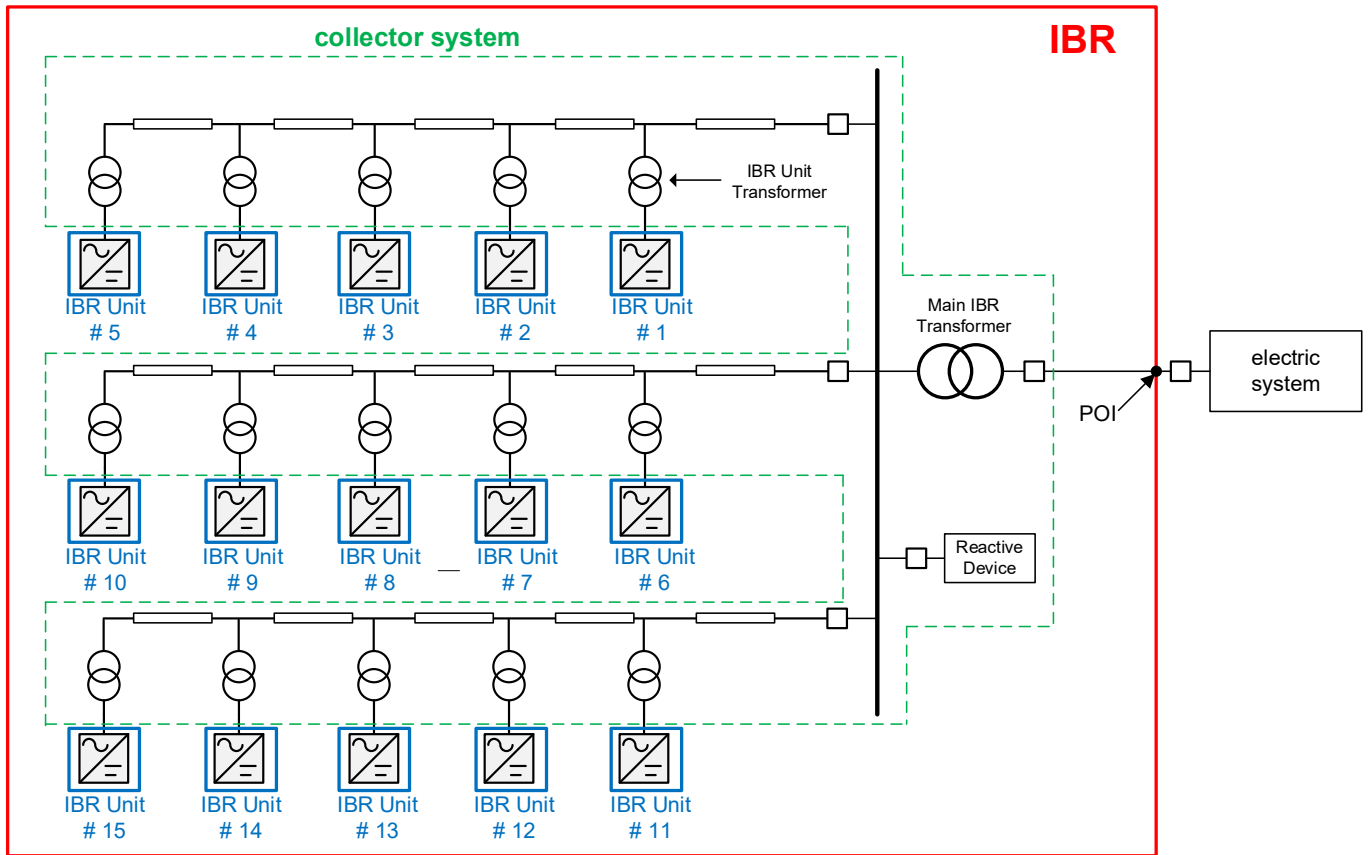 collector system
IBR
IBR Unit
Transformer
IBR Unit
# 5
IBR Unit
# 4
IBR Unit
# 3
IBR Unit
# 2
IBR Unit
# 1
Main IBR
Transformer
electric
system
POI
IBR Unit
# 10
IBR Unit
# 9
IBR Unit
# 8
IBR Unit
# 7
IBR Unit
# 6
Reactive
Device
IBR Unit
# 15
IBR Unit
# 14
IBR Unit
# 13
IBR Unit
# 12
IBR Unit
# 11